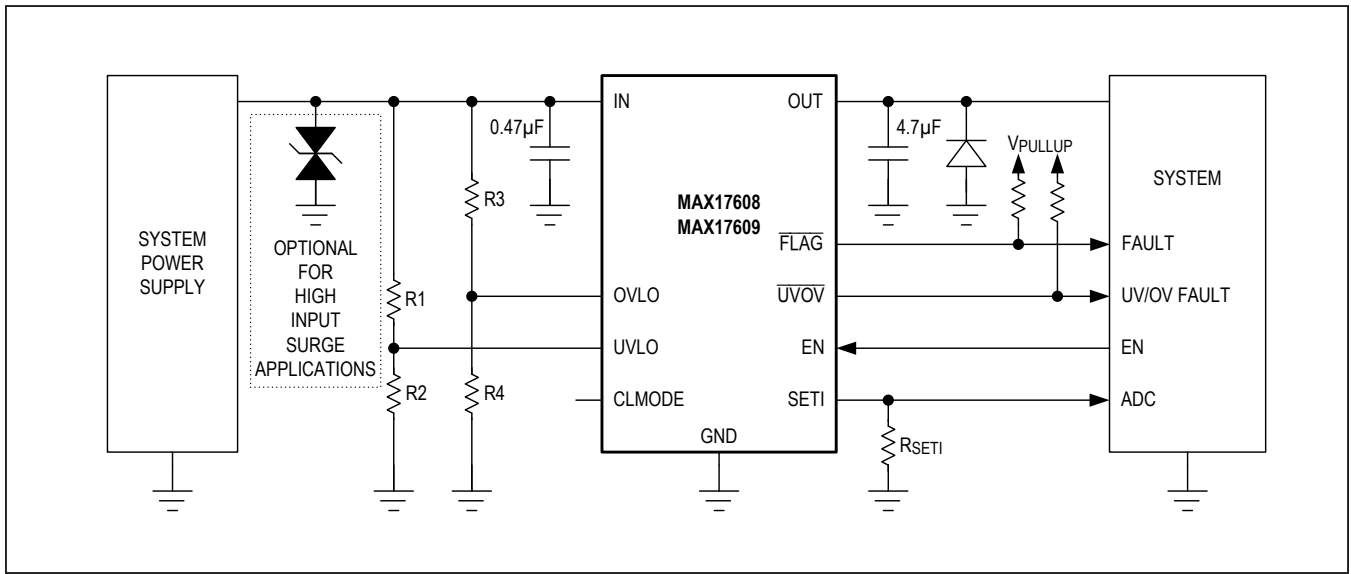 SYSTEM
POWER
SUPPLY
OPTIONAL
FOR
HIGH
INPUT
SURGE
APPLICATIONS
R1
R2
R3
R4
0.47µF
IN
OVLO
UVLO
CLMODE
MAX17608
MAX17609
GND
OUT
FLAG
UVOV
EN
SETI
4.7µF
VPULLUP
RSETI
SYSTEM
FAULT
UV/OV FAULT
EN
ADC